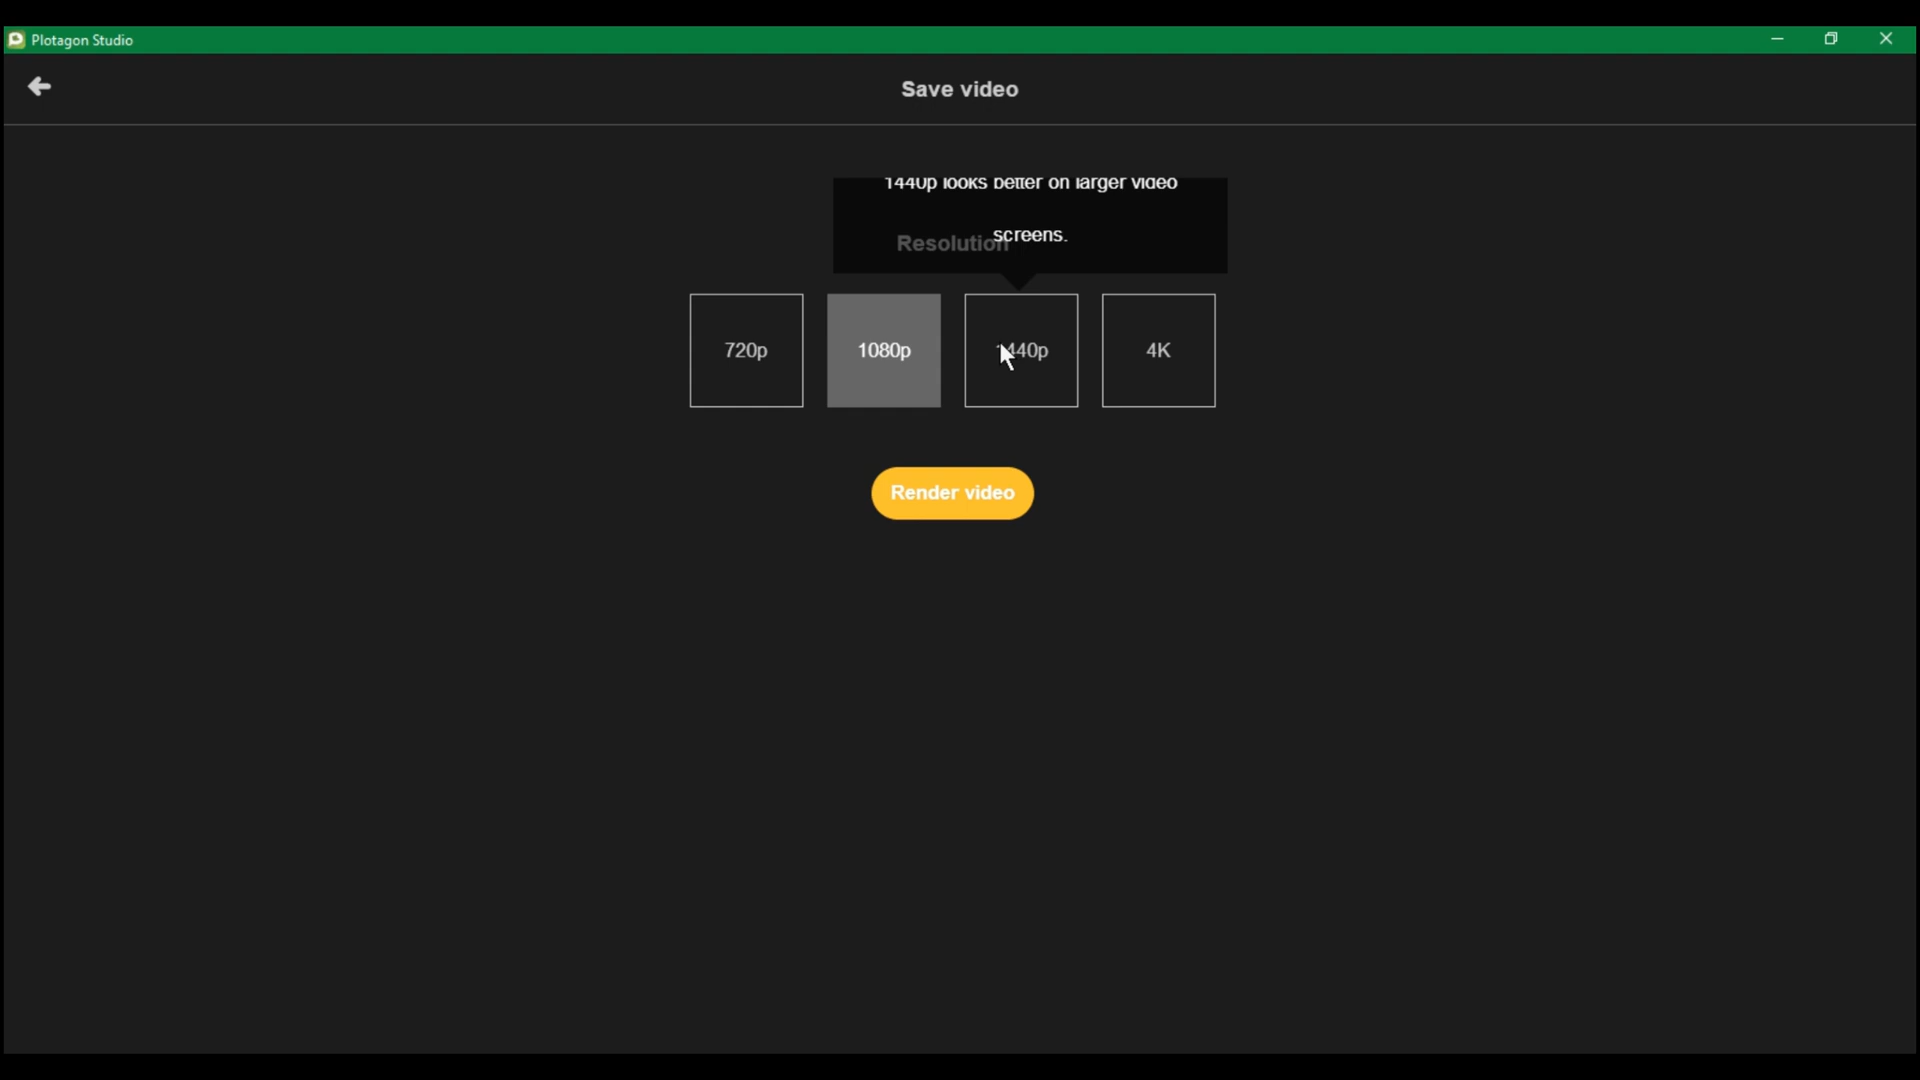 Plotagon Studio
Save video
1440p looks better on larger video
screens.
Resolution
720p
1080p
1440p
4K
Render video